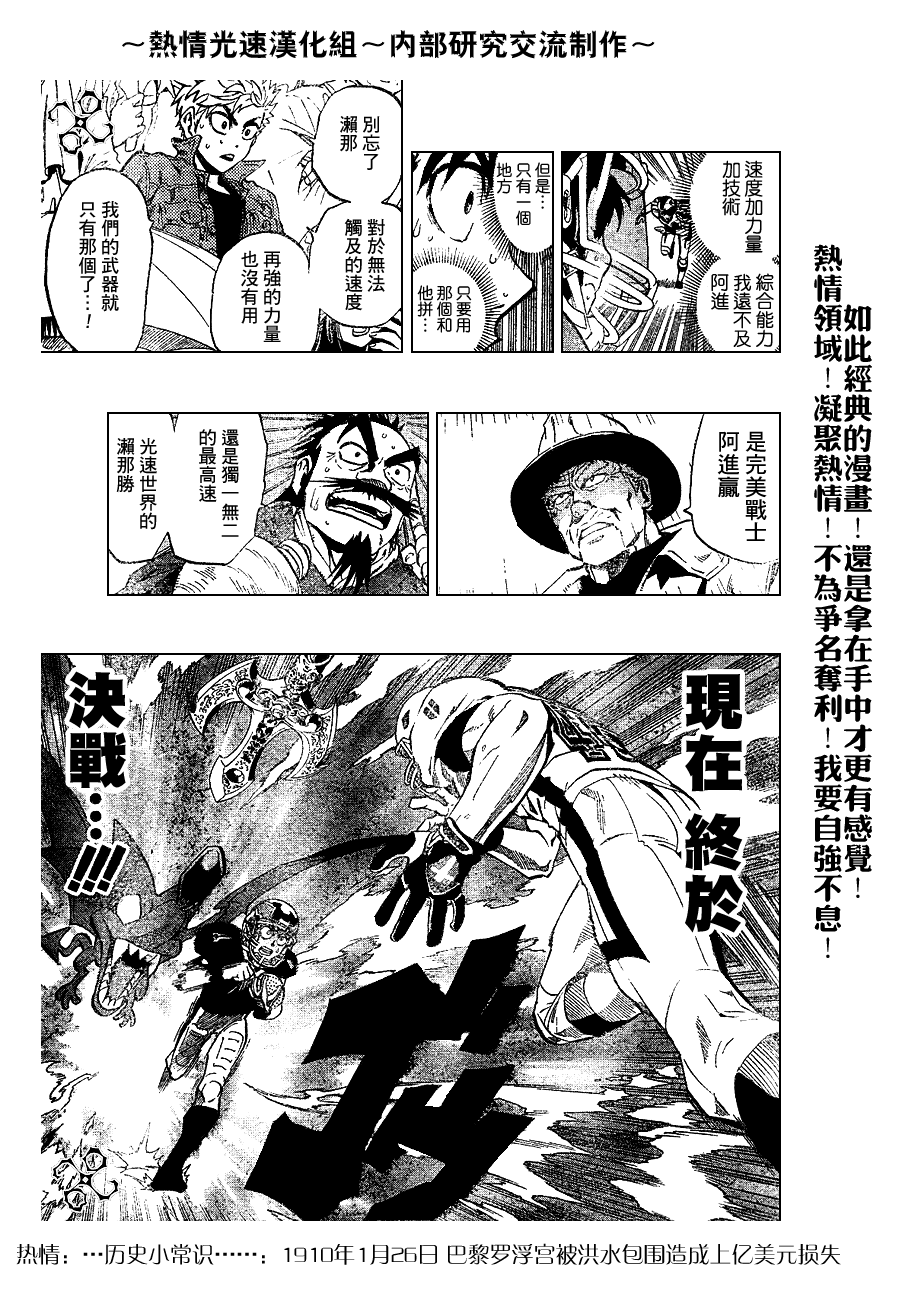 ～熱情光速漢化組～内部研究交流制作～
速度加力量
加技術
綜合能力
我遠不及
阿進
但是…
只有一個
地方
只要用
那個和
他拼…
別忘了
瀨那
對於無法
觸及的速度
再強的力量
也沒有用
我們的武器就
只有那個了…！
是完美戰士
阿進贏
還是獨一無二
的最高速
光速世界的
瀨那勝
現在
終於
決戰…!!!
如此經典的漫畫！還是拿在手中才更有感覺！
熱情領域！凝聚熱情！不為爭名奪利！我要自強不息！
热情：…历史小常识……：1910年1月26日 巴黎罗浮宫被洪水包围造成上亿美元损失